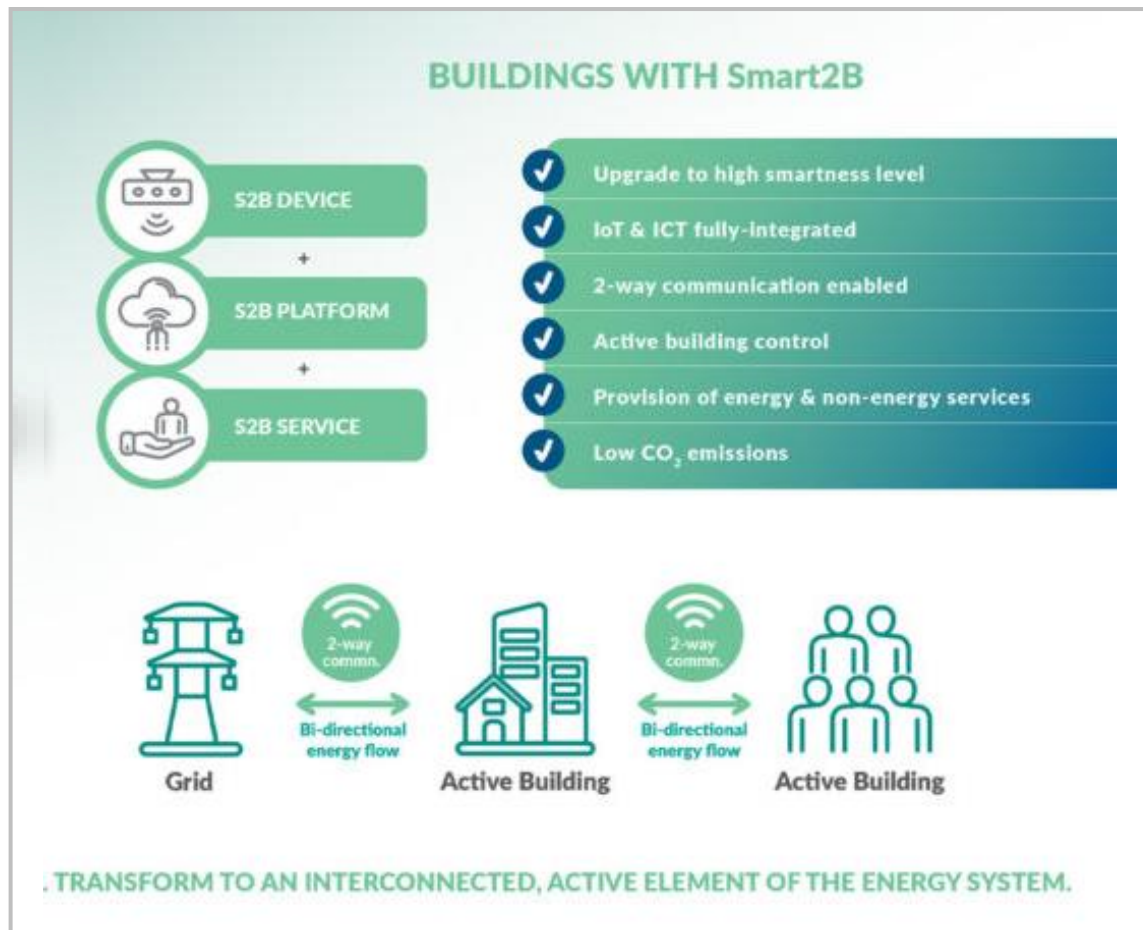 BUILDINGS WITH Smart2B
S2B DEVICE
+
S2B PLATFORM
+
S2B SERVICE
Upgrade to high smartness level
IoT & ICT fully-integrated
2-way communication enabled
Active building control
Provision of energy & non-energy services
Low CO₂ emissions
2-way
commn.
Bi-directional
energy flow
2-way
commn.
Bi-directional
energy flow
Grid
Active Building
Active Building
. TRANSFORM TO AN INTERCONNECTED, ACTIVE ELEMENT OF THE ENERGY SYSTEM.